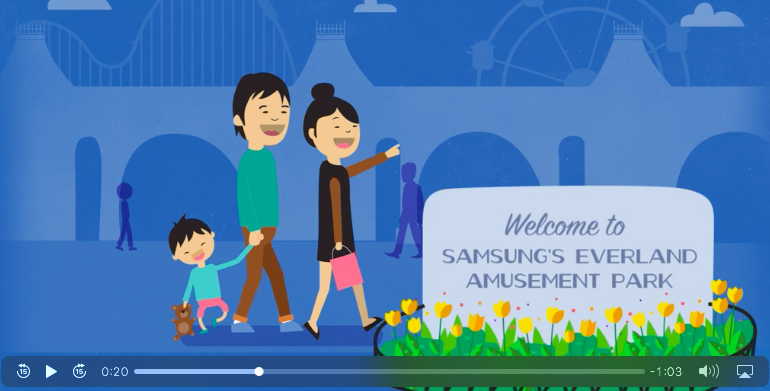 Welcome to
SAMSUNG'S EVERLAND
AMUSEMENT PARK
15 15 0:20 -1:03